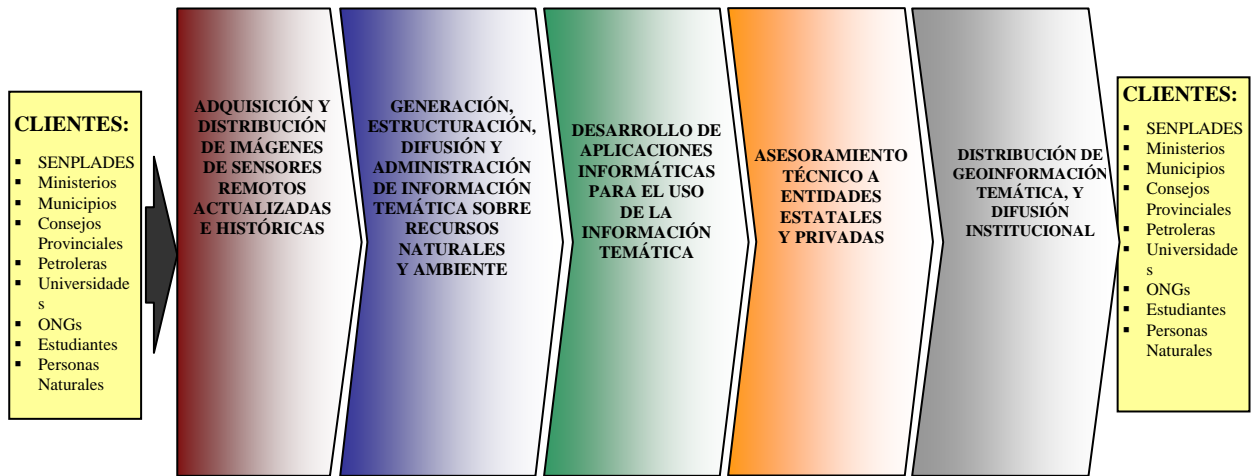 CLIENTES:
▪ SENPLADES
▪ Ministerios
▪ Municipios
▪ Consejos
Provinciales
▪ Petroleras
▪ Universidade
s
▪ ONGs
▪ Estudiantes
▪ Personas
Naturales
ADQUISICIÓN Y
DISTRIBUCIÓN
DE IMÁGENES
DE SENSORES
REMOTOS
ACTUALIZADAS
E HISTÓRICAS
GENERACIÓN,
ESTRUCTURACIÓN,
DIFUSIÓN Y
ADMINISTRACIÓN
DE INFORMACIÓN
TEMÁTICA SOBRE
RECURSOS
NATURALES
Y AMBIENTE
DESARROLLO DE
APLICACIONES
INFORMÁTICAS
PARA EL USO
DE LA
INFORMACIÓN
TEMÁTICA
ASESORAMIENTO
TÉCNICO A
ENTIDADES
ESTATALES
Y PRIVADAS
DISTRIBUCIÓN DE
GEOINFORMACIÓN
TEMÁTICA, Y
DIFUSIÓN
INSTITUCIONAL
CLIENTES:
▪ SENPLADES
▪ Ministerios
▪ Municipios
▪ Consejos
Provinciales
▪ Petroleras
▪ Universidade
s
▪ ONGs
▪ Estudiantes
▪ Personas
Naturales